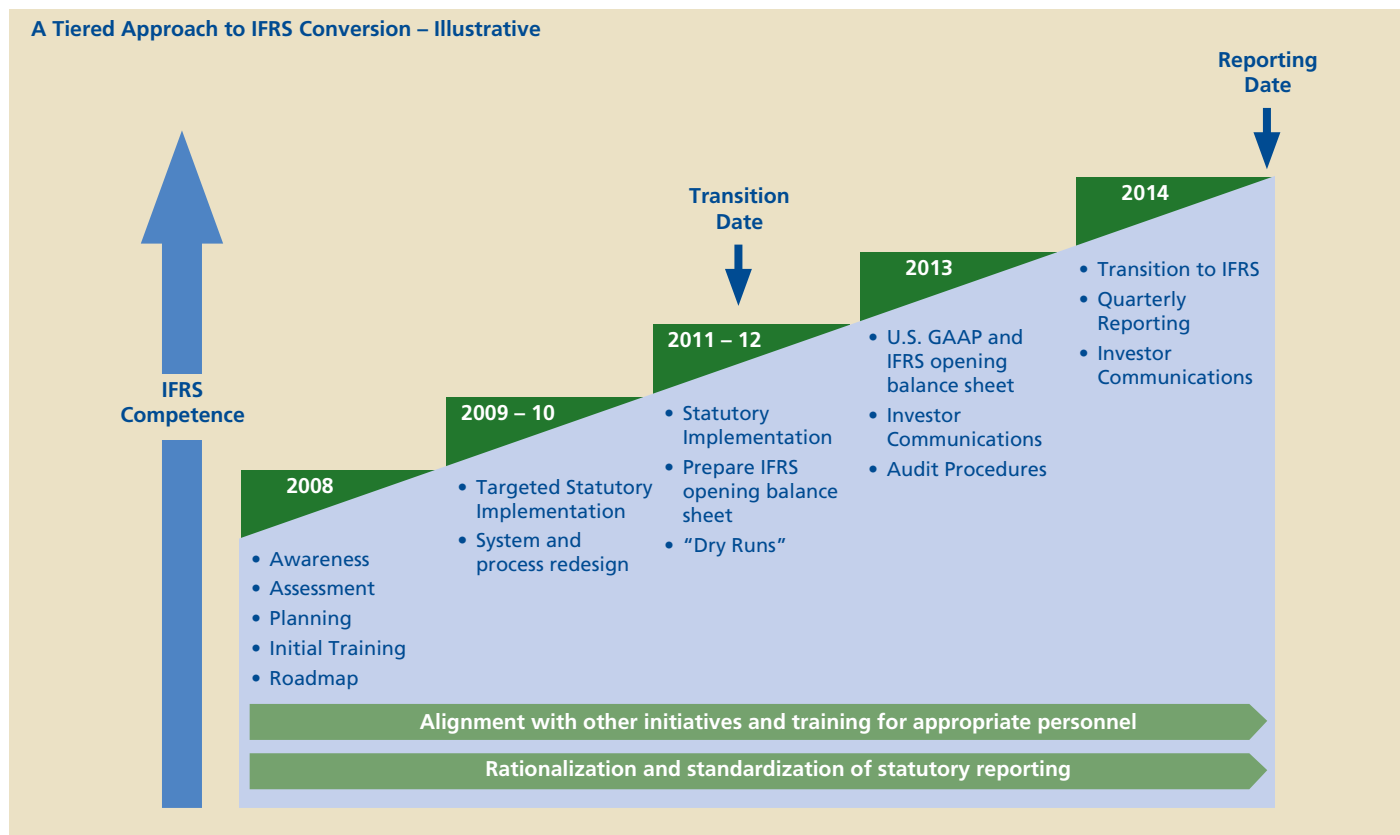 A Tiered Approach to IFRS Conversion – Illustrative
Reporting
Date
Transition
Date
IFRS
Competence
2008
• Awareness
• Assessment
• Planning
• Initial Training
• Roadmap
2009 – 10
• Targeted Statutory
Implementation
• System and
process redesign
2011 – 12
• Statutory
Implementation
• Prepare IFRS
opening balance
sheet
• “Dry Runs”
2013
• U.S. GAAP and
IFRS opening
balance sheet
• Investor
Communications
• Audit Procedures
2014
• Transition to IFRS
• Quarterly
Reporting
• Investor
Communications
Alignment with other initiatives and training for appropriate personnel
Rationalization and standardization of statutory reporting